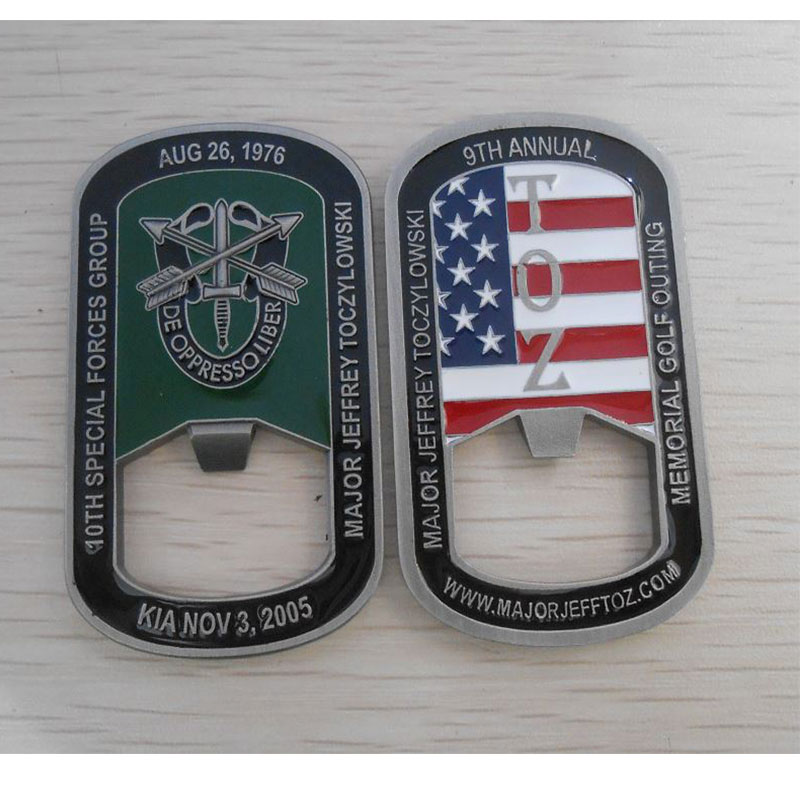 AUG 26, 1976
10TH SPECIAL FORCES GROUP
MAJOR JEFFREY TOCZYLOWSKI
DE OPPRESSO LIBER
KIA NOV 3, 2005
9TH ANNUAL
MAJOR JEFFREY TOCZYLOWSKI
MEMORIAL GOLF OUTING
T
O
Z
WWW.MAJORJEFFTOZ.COM